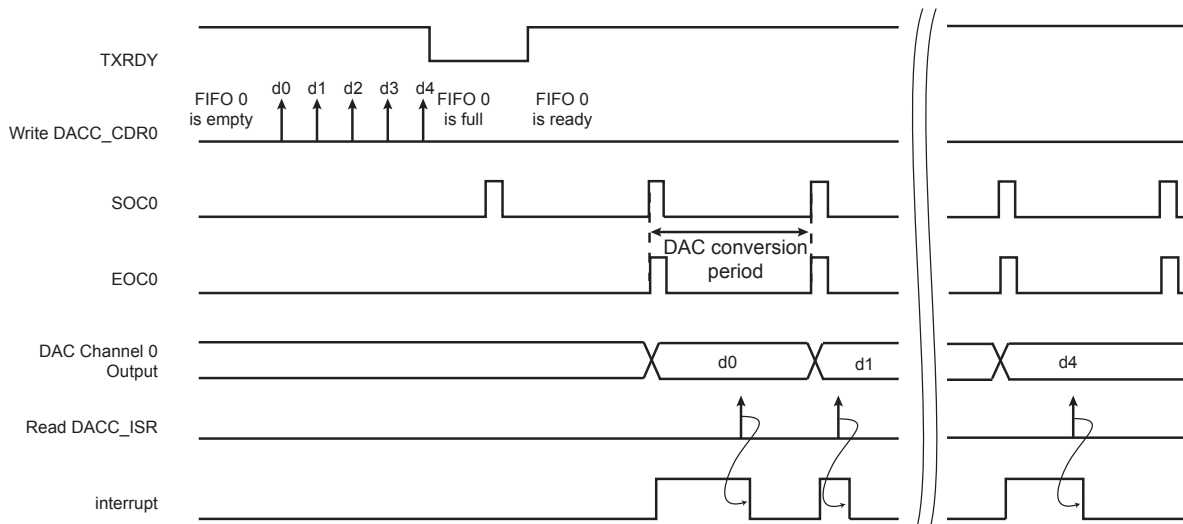 TXRDY
d0 d1 d2 d3 d4
FIFO 0
is empty
FIFO 0
is full
FIFO 0
is ready
Write DACC_CDR0
SOC0
DAC conversion
period
EOC0
DAC Channel 0
Output
d0
d1
d4
Read DACC_ISR
interrupt